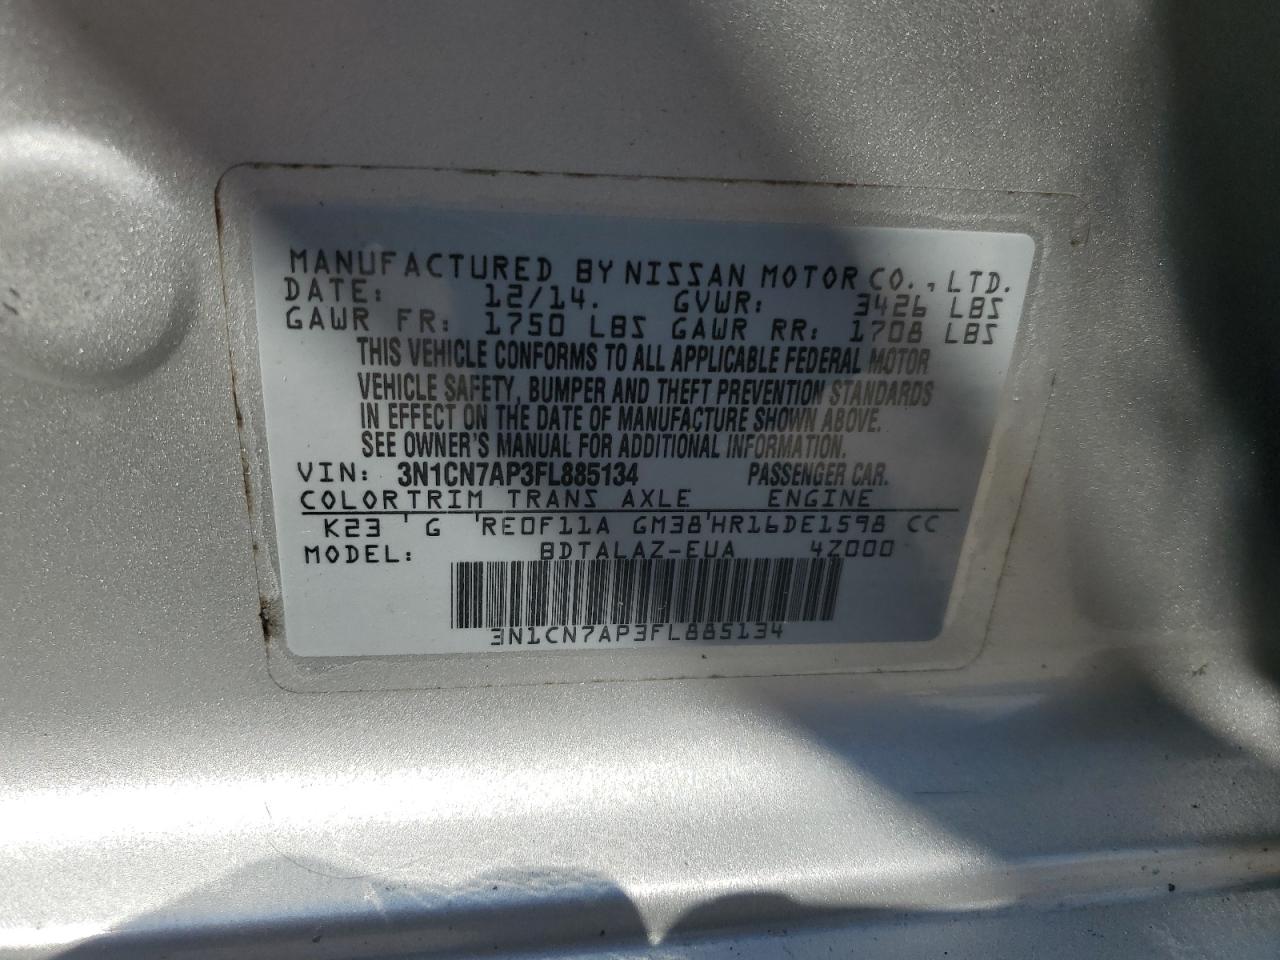 MANUFACTURED BY NISSAN MOTOR CO., LTD.
DATE: 12/14. GVWR: 3426 LBS
GAWR FR: 1750 LBS GAWR RR: 1708 LBS
THIS VEHICLE CONFORMS TO ALL APPLICABLE FEDERAL MOTOR
VEHICLE SAFETY, BUMPER AND THEFT PREVENTION STANDARDS
IN EFFECT ON THE DATE OF MANUFACTURE SHOWN ABOVE.
SEE OWNER'S MANUAL FOR ADDITIONAL INFORMATION.
VIN: 3N1CN7AP3FL885134 PASSENGER CAR.
COLOR TRIM TRANS AXLE ENGINE
K23 ' G ' RE0F11A GM38 ' HR16DE1598 CC
MODEL: BDTALAZ-EUA 4Z000
3N1CN7AP3FL885134